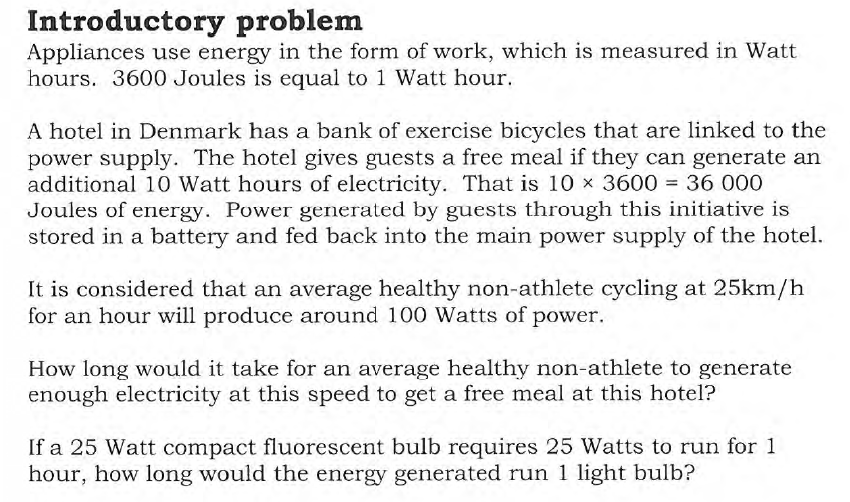 Introductory problem
Appliances use energy in the form of work, which is measured in Watt
hours. 3600 Joules is equal to 1 Watt hour.
A hotel in Denmark has a bank of exercise bicycles that are linked to the
power supply. The hotel gives guests a free meal if they can generate an
additional 10 Watt hours of electricity. That is 10 × 3600 = 36 000
Joules of energy. Power generated by guests through this initiative is
stored in a battery and fed back into the main power supply of the hotel.
It is considered that an average healthy non-athlete cycling at 25km/h
for an hour will produce around 100 Watts of power.
How long would it take for an average healthy non-athlete to generate
enough electricity at this speed to get a free meal at this hotel?
If a 25 Watt compact fluorescent bulb requires 25 Watts to run for 1
hour, how long would the energy generated run 1 light bulb?